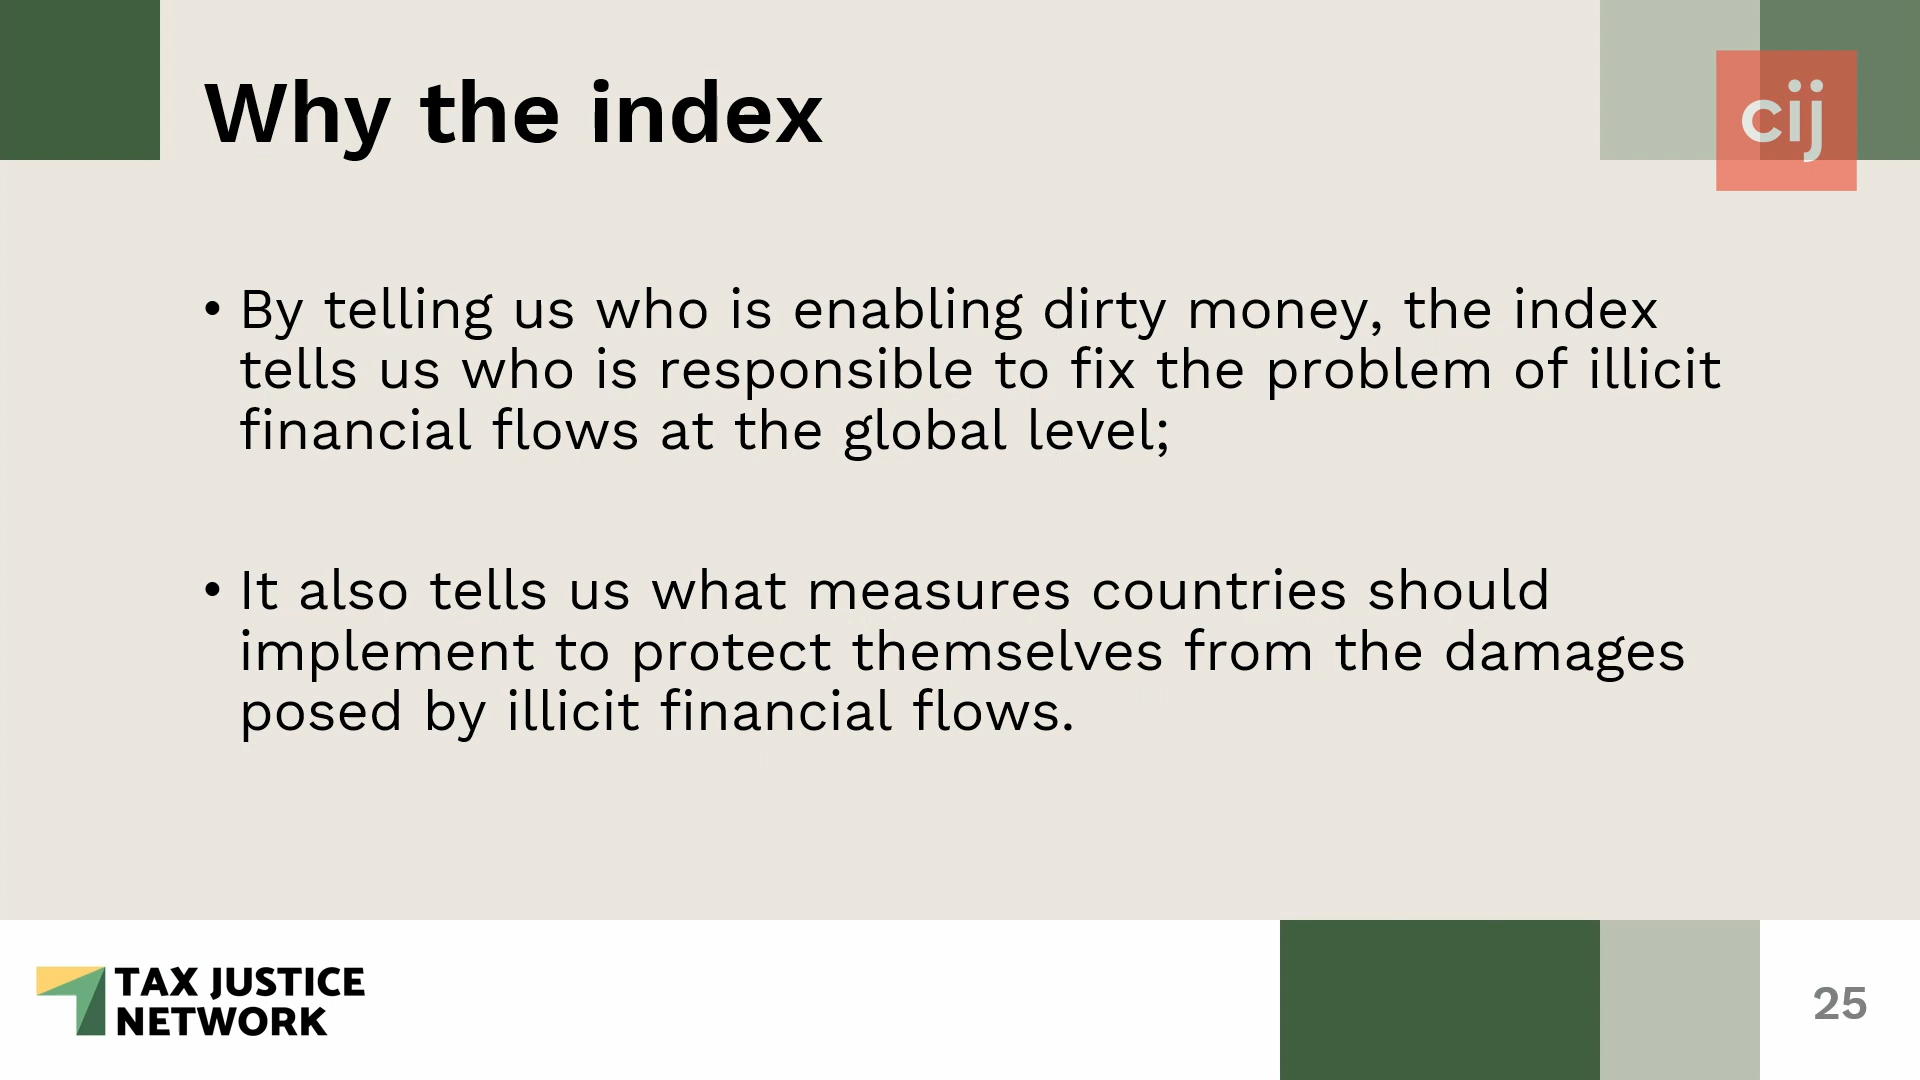 Why the index
cij
• By telling us who is enabling dirty money, the index
tells us who is responsible to fix the problem of illicit
financial flows at the global level;
• It also tells us what measures countries should
implement to protect themselves from the damages
posed by illicit financial flows.
TAX JUSTICE
NETWORK
25